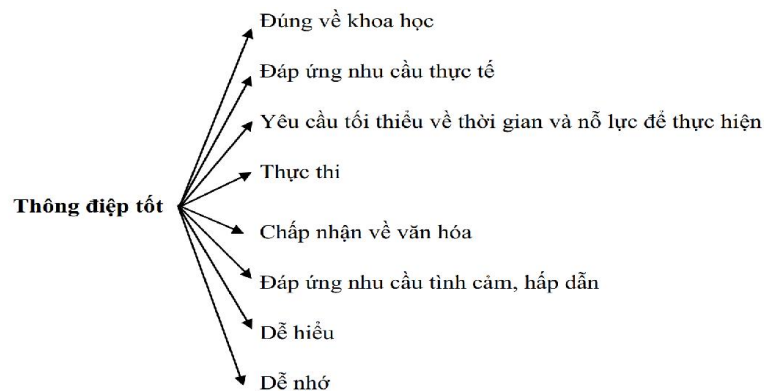 Đúng về khoa học
Đáp ứng nhu cầu thực tế
Yêu cầu tối thiểu về thời gian và nỗ lực để thực hiện
Thực thi
Thông điệp tốt
Chấp nhận về văn hóa
Đáp ứng nhu cầu tình cảm, hấp dẫn
Dễ hiểu
Dễ nhớ